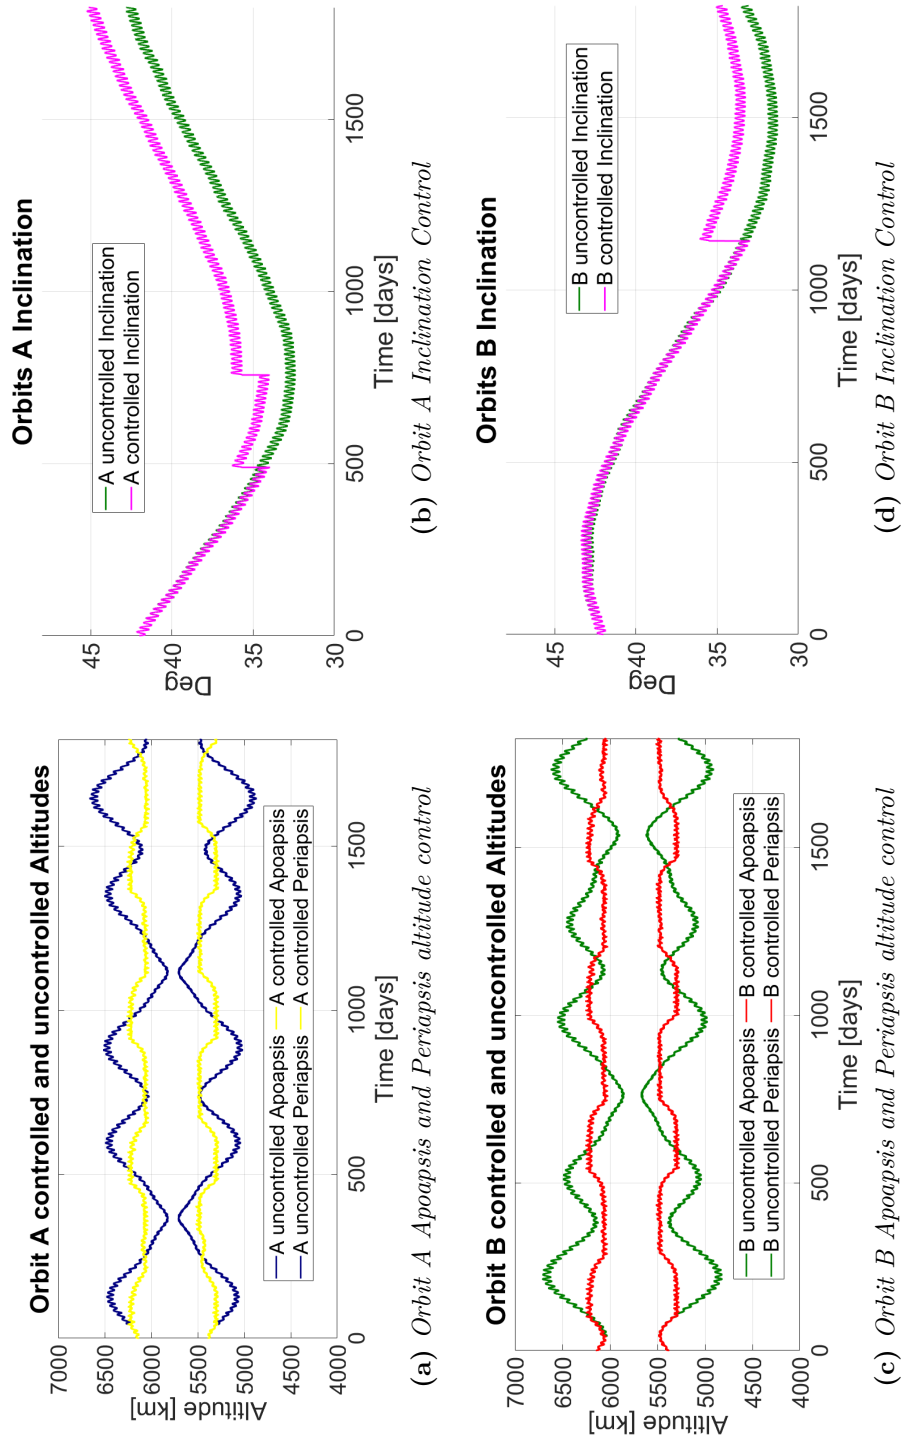 Orbit A controlled and uncontrolled Altitudes
7000
6500
6000
5500
5000
4500
4000
Altitude [km]
0
500
1000
1500
Time [days]
A uncontrolled Apoapsis
A uncontrolled Periapsis
A controlled Apoapsis
A controlled Periapsis
(a) Orbit A Apoapsis and Periapsis altitude control
Orbits A Inclination
45
40
35
30
Deg
0
500
1000
1500
Time [days]
A uncontrolled Inclination
A controlled Inclination
(b) Orbit A Inclination Control
Orbit B controlled and uncontrolled Altitudes
7000
6500
6000
5500
5000
4500
4000
Altitude [km]
0
500
1000
1500
Time [days]
B uncontrolled Apoapsis
B uncontrolled Periapsis
B controlled Apoapsis
B controlled Periapsis
(c) Orbit B Apoapsis and Periapsis altitude control
Orbits B Inclination
45
40
35
30
Deg
0
500
1000
1500
Time [days]
B uncontrolled Inclination
B controlled Inclination
(d) Orbit B Inclination Control